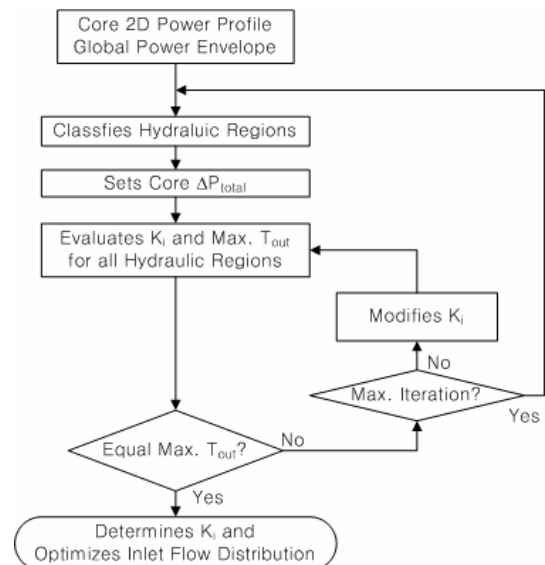 Core 2D Power Profile
Global Power Envelope
Classfies Hydraluic Regions
Sets Core ΔPtotal
Evaluates Ki and Max. Tout
for all Hydraulic Regions
Modifies Ki
No
Max. Iteration?
Yes
Equal Max. Tout?
No
Yes
Determines Ki and
Optimizes Inlet Flow Distribution